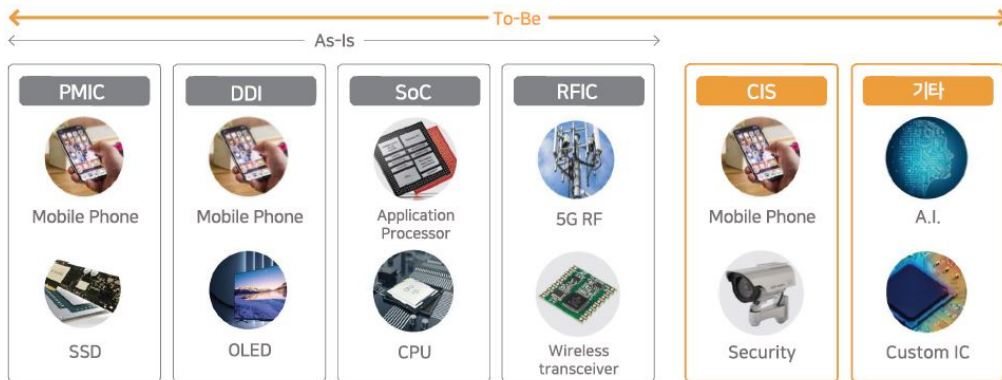 To-Be
As-Is
PMIC
Mobile Phone
SSD
DDI
Mobile Phone
OLED
SoC
Application
Processor
CPU
RFIC
5G RF
Wireless
transceiver
CIS
Mobile Phone
Security
기타
A.I.
Custom IC